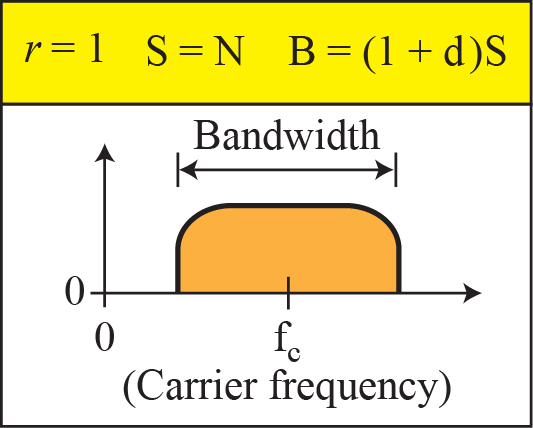 r = 1 S = N B = (1 + d)S
Bandwidth
0
0 fc
(Carrier frequency)